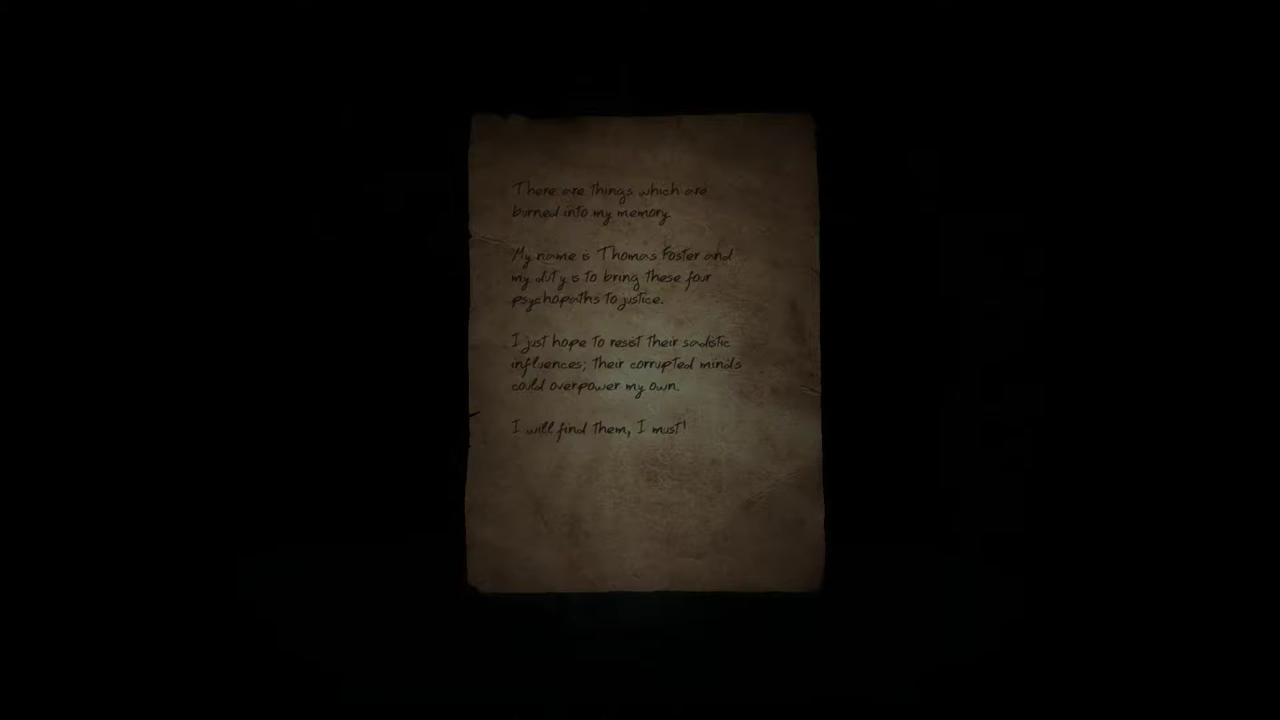 There are things which are
burned into my memory.
My name is Thomas Foster and
my duty is to bring these four
psychopaths to justice.
I just hope to resist their sadistic
influences; their corrupted minds
could overpower my own.
I will find them, I must!